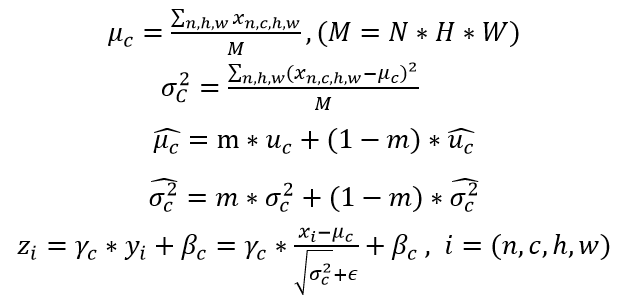 μ_c = Σ_{n,h,w} x_{n,c,h,w} / M , (M = N * H * W)
σ_C^2 = Σ_{n,h,w} (x_{n,c,h,w} − μ_c)^2 / M
\widehat{μ_c} = m * u_c + (1 − m) * \widehat{u_c}
\widehat{σ_c^2} = m * σ_c^2 + (1 − m) * \widehat{σ_c^2}
z_i = γ_c * y_i + β_c = γ_c * (x_i − μ_c) / (√(σ_c^2) + ϵ) + β_c , i = (n, c, h, w)